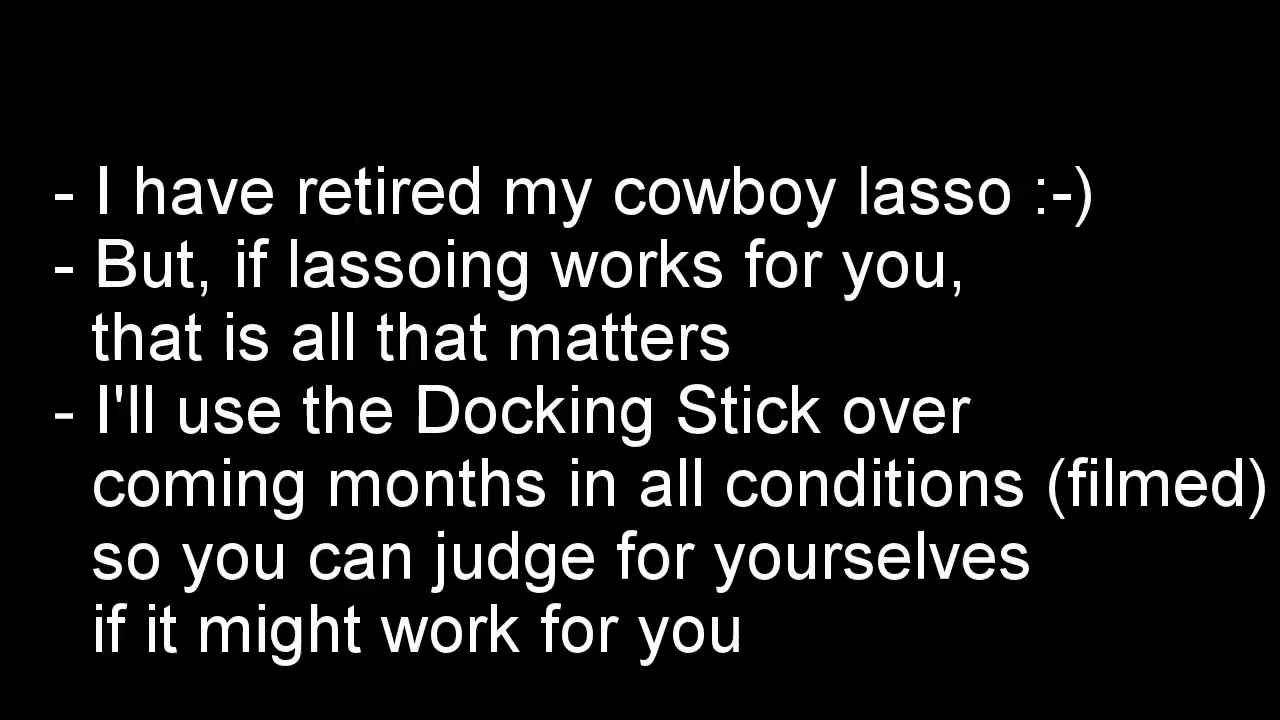 - I have retired my cowboy lasso :-)
- But, if lassoing works for you,
that is all that matters
- I'll use the Docking Stick over
coming months in all conditions (filmed)
so you can judge for yourselves
if it might work for you